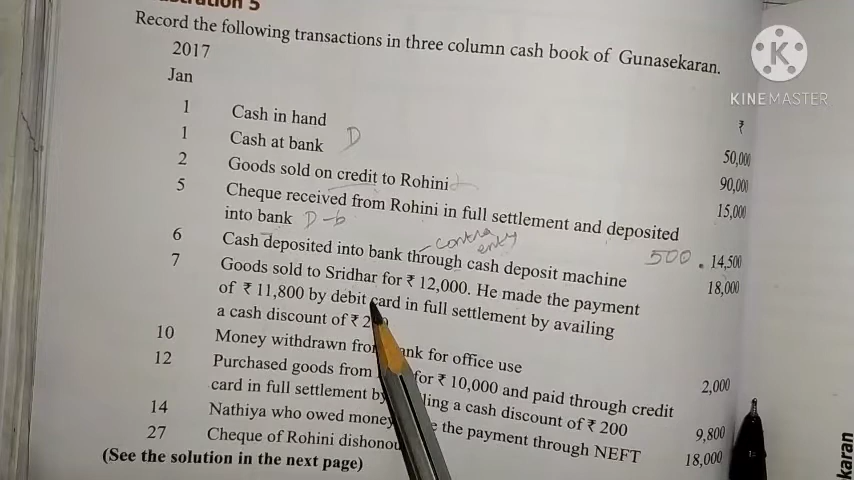 5
Record the following transactions in three column cash book of Gunasekaran.
2017
Jan
₹
1 Cash in hand 50,000
1 Cash at bank D 90,000
2 Goods sold on credit to Rohini 15,000
5 Cheque received from Rohini in full settlement and deposited
into bank D-b 500 14,500
6 Cash deposited into bank through cash deposit machine 18,000
contra
entry
7 Goods sold to Sridhar for ₹ 12,000. He made the payment
of ₹ 11,800 by debit card in full settlement by availing
a cash discount of ₹
10 Money withdrawn from bank for office use 2,000
12 Purchased goods from for ₹ 10,000 and paid through credit
card in full settlement by a cash discount of ₹ 200 9,800
14 Nathiya who owed money the payment through NEFT 18,000
27 Cheque of Rohini
(See the solution in the next page)
karan
K
KINEMASTER